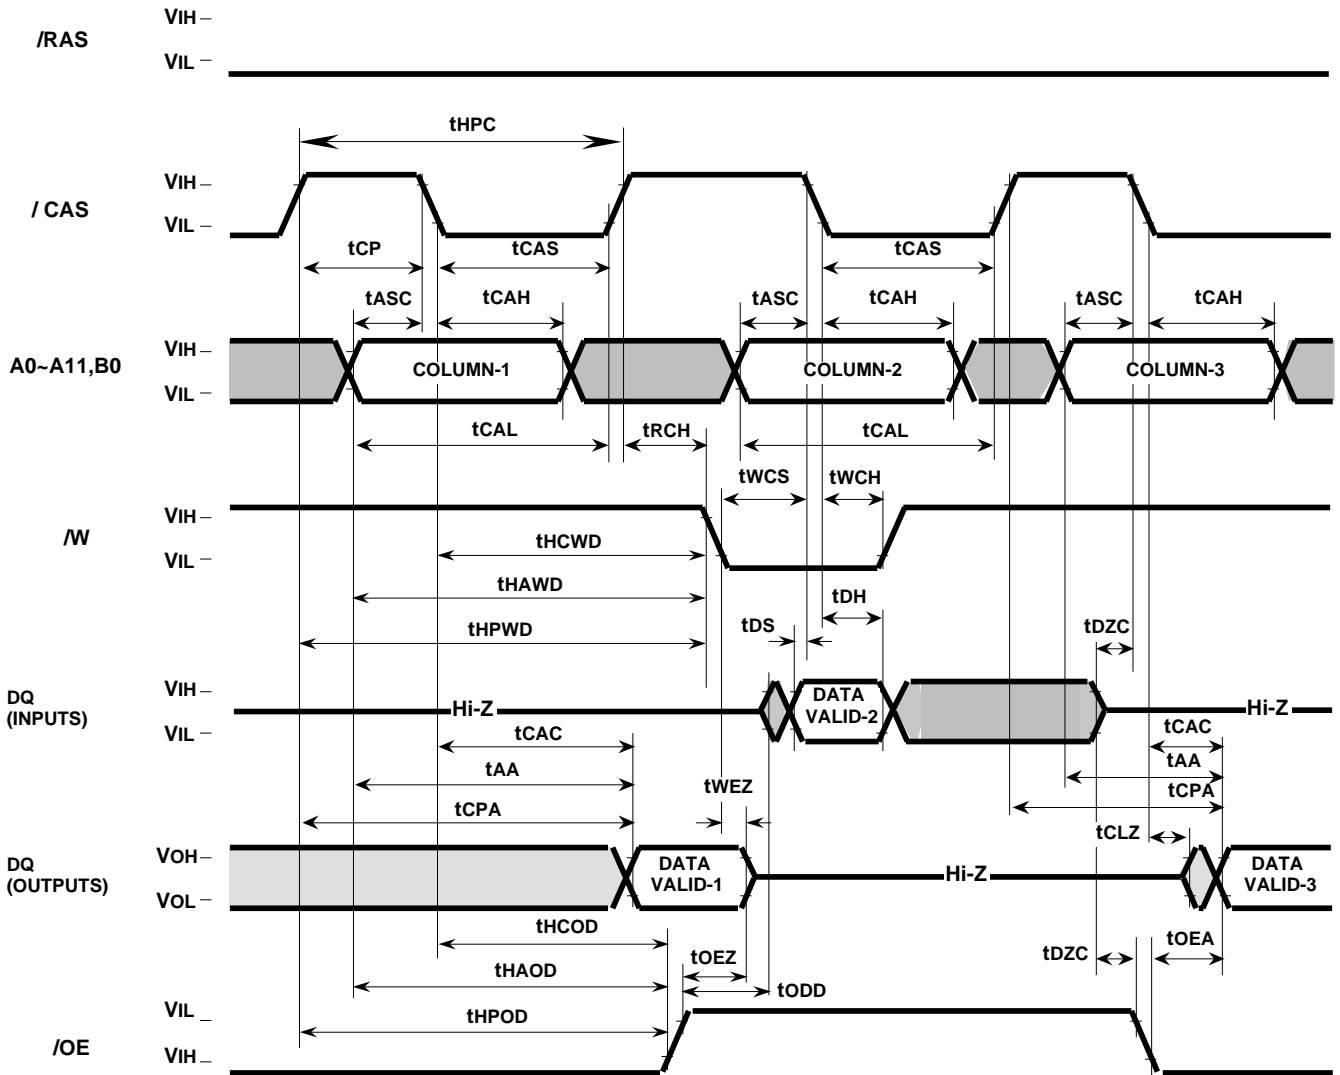 VIH
/RAS
VIL
tHPC
VIH
/ CAS
VIL
tCP
tCAS
tCAS
tASC
tCAH
tASC
tCAH
tASC
tCAH
VIH
A0~A11,B0
COLUMN-1
COLUMN-2
COLUMN-3
VIL
tCAL
tRCH
tCAL
tWCS
tWCH
VIH
/W
VIL
tHCWD
tHAWD
tDH
tHPWD
tDS
tDZC
VIH
DQ
(INPUTS)
Hi-Z
DATA
VALID-2
Hi-Z
VIL
tCAC
tCAC
tAA
tWEZ
tAA
tCPA
tCPA
tCLZ
VOH
DQ
(OUTPUTS)
DATA
VALID-1
Hi-Z
DATA
VALID-3
VOL
tHCOD
tOEZ
tDZC
tOEA
tHAOD
tODD
tHPOD
VIL
/OE
VIH